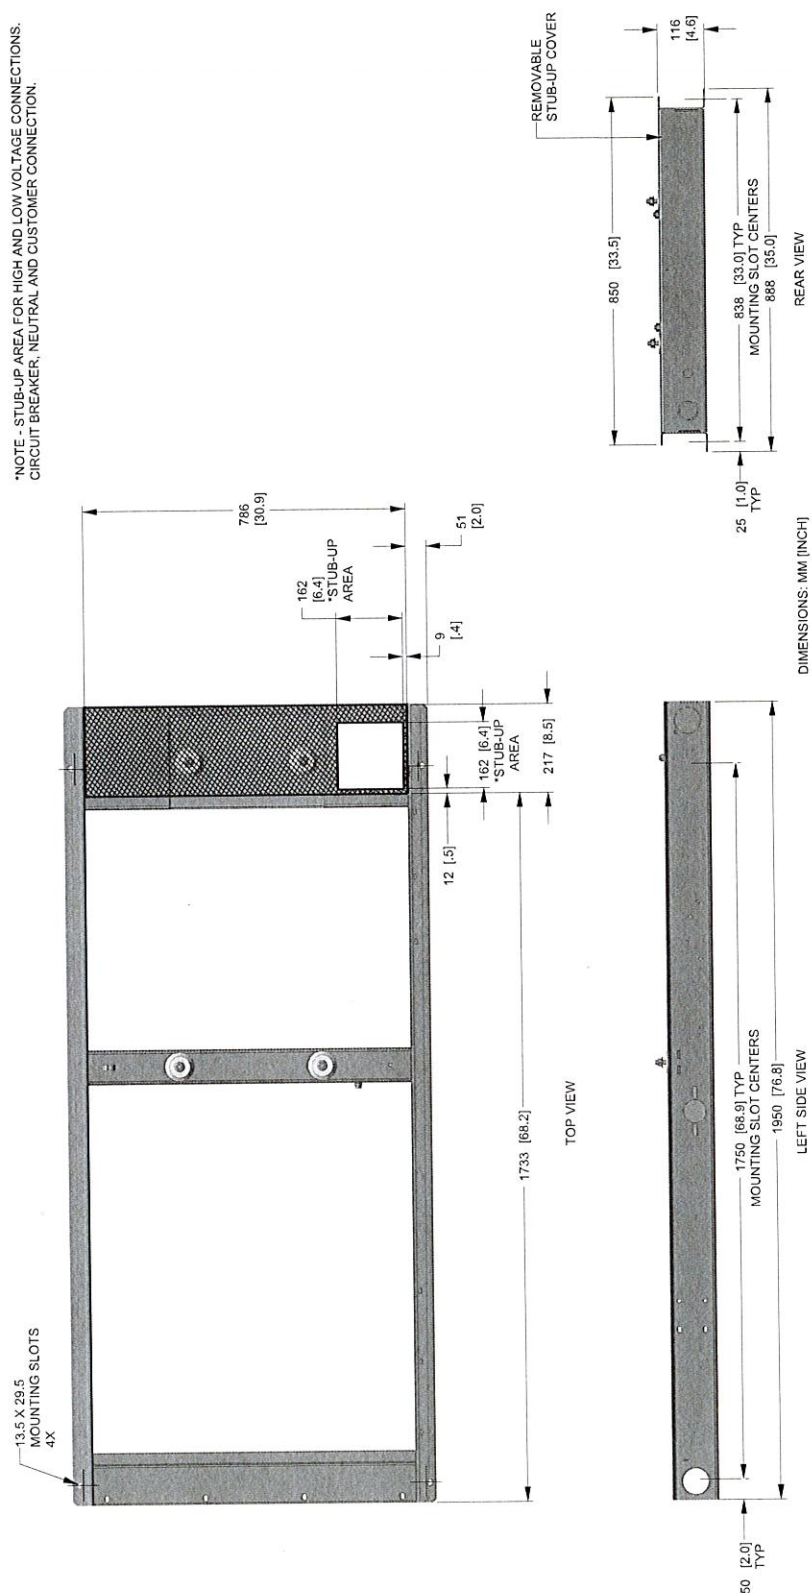 *NOTE - STUB-UP AREA FOR HIGH AND LOW VOLTAGE CONNECTIONS.
CIRCUIT BREAKER, NEUTRAL AND CUSTOMER CONNECTION.
13.5 X 29.5
MOUNTING SLOTS
4X
786
[30.9]
162
[6.4]
*STUB-UP
AREA
51
[2.0]
9
[.4]
162 [6.4]
*STUB-UP
AREA
217 [8.5]
12 [.5]
1733 [68.2]
TOP VIEW
REMOVABLE
STUB-UP COVER
116
[4.6]
850 [33.5]
838 [33.0] TYP
MOUNTING SLOT CENTERS
888 [35.0]
25 [1.0]
TYP
REAR VIEW
50 [2.0]
TYP
1750 [68.9] TYP
MOUNTING SLOT CENTERS
1950 [76.8]
LEFT SIDE VIEW
DIMENSIONS: MM [INCH]